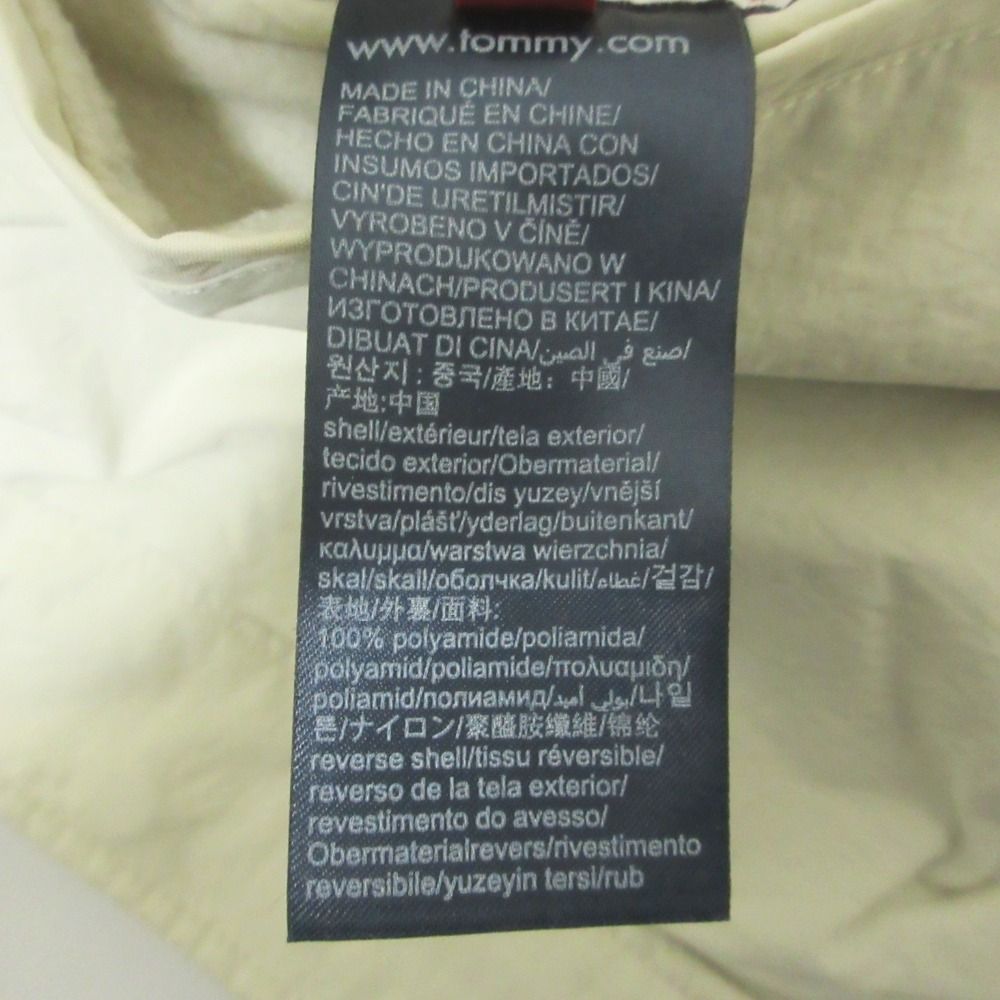 www.tommy.com
MADE IN CHINA/
FABRIQUÉ EN CHINE/
HECHO EN CHINA CON
INSUMOS IMPORTADOS/
CIN'DE URETILMISTIR/
VYROBENO V ČÍNÉ/
WYPRODUKOWANO W
CHINACH/PRODUSERT I KINA/
ИЗГОТОВЛЕНО В КИТАЕ/
DIBUAT DI CINA/صنع في الصين/
원산지 : 중국/產地： 中國/
产地:中国
shell/extérieur/tela exterior/
tecido exterior/Obermaterial/
rivestimento/dis yuzey/vnější
vrstva/plášť/yderlag/buitenkant/
καλυμμα/warstwa wierzchnia/
skal/skall/оболчка/kulit/غطاء/겉감/
表地/外裏/面料:
100% polyamide/poliamida/
polyamid/poliamide/πολυαμιδη/
poliamid/полиамид/بولي أميد/나일
론/ナイロン/聚醯胺纖維/锦纶
reverse shell/tissu réversible/
reverso de la tela exterior/
revestimento do avesso/
Obermaterialrevers/rivestimento
reversibile/yuzeyin tersi/rub